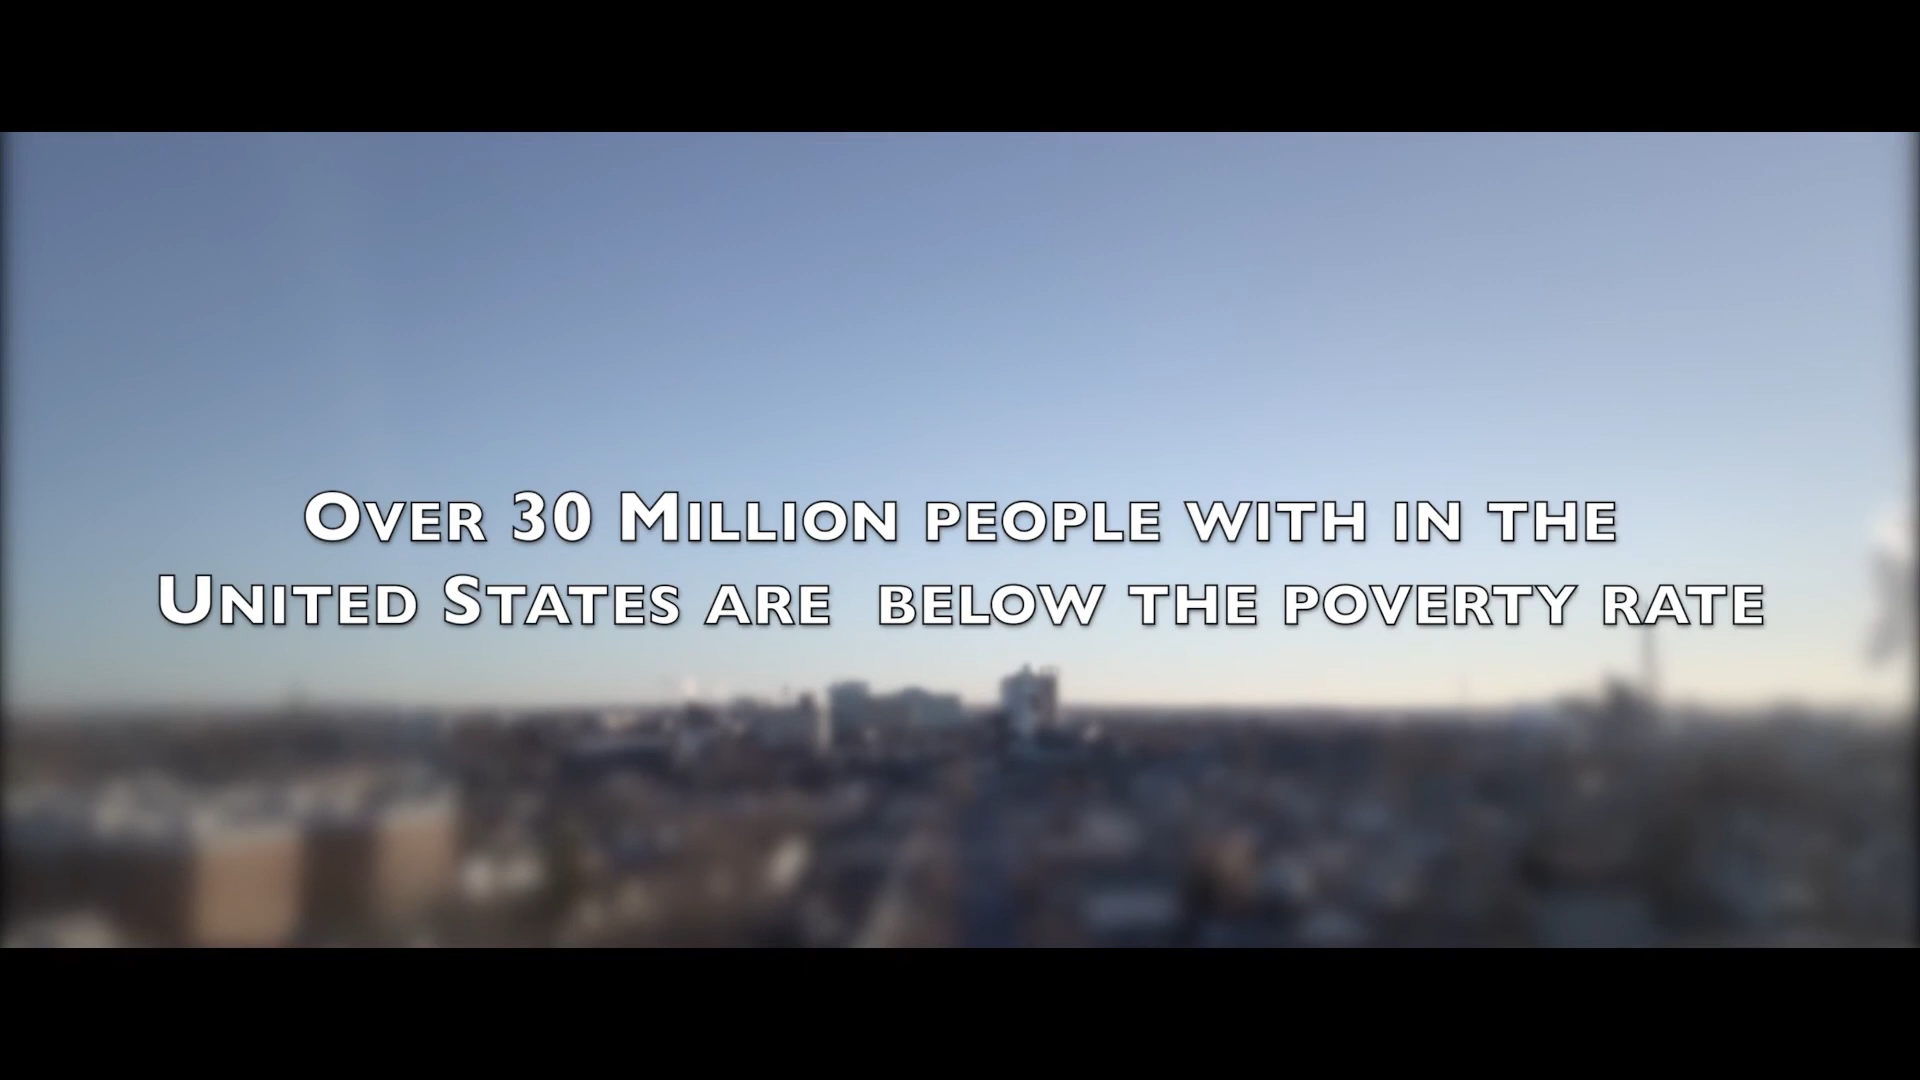 Over 30 Million people with in the
United States are  below the poverty rate